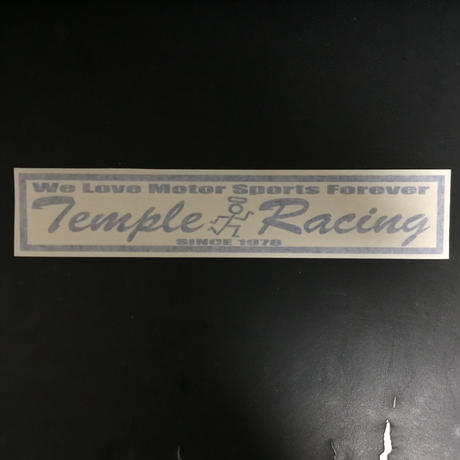 We Love Motor Sports Forever
Temple Racing
SINCE 1978